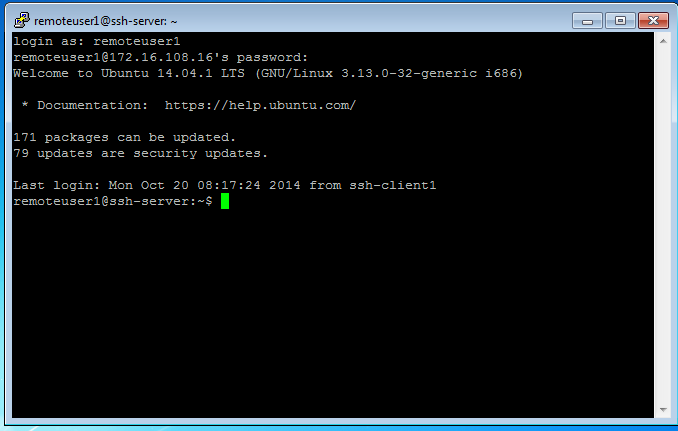 remoteuser1@ssh-server: ~
login as: remoteuser1
remoteuser1@172.16.108.16's password:
Welcome to Ubuntu 14.04.1 LTS (GNU/Linux 3.13.0-32-generic i686)
 * Documentation:  https://help.ubuntu.com/
171 packages can be updated.
79 updates are security updates.
Last login: Mon Oct 20 08:17:24 2014 from ssh-client1
remoteuser1@ssh-server:~$